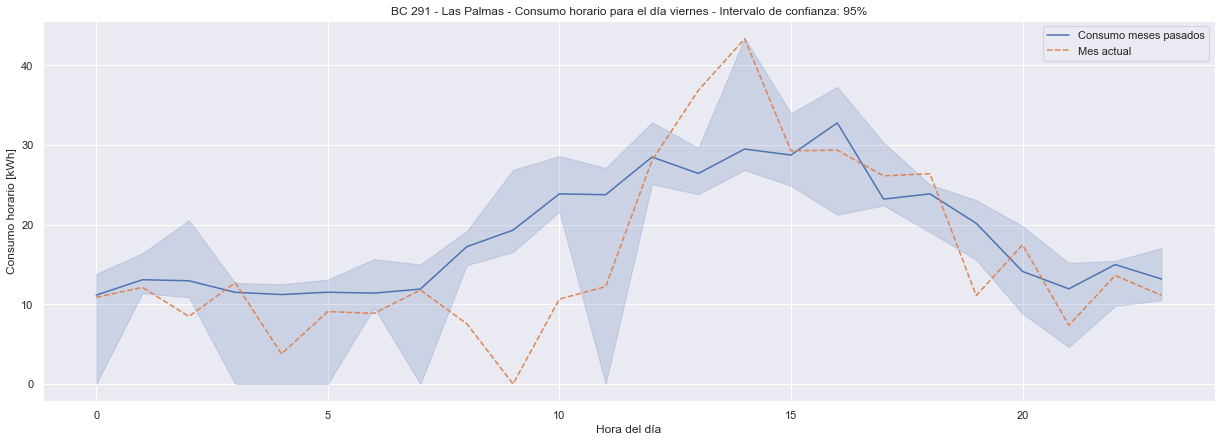 BC 291 - Las Palmas - Consumo horario para el día viernes - Intervalo de confianza: 95%
Consumo meses pasados
Mes actual
Consumo horario [kWh]
40
30
20
10
0
0 5 10 15 20
Hora del día